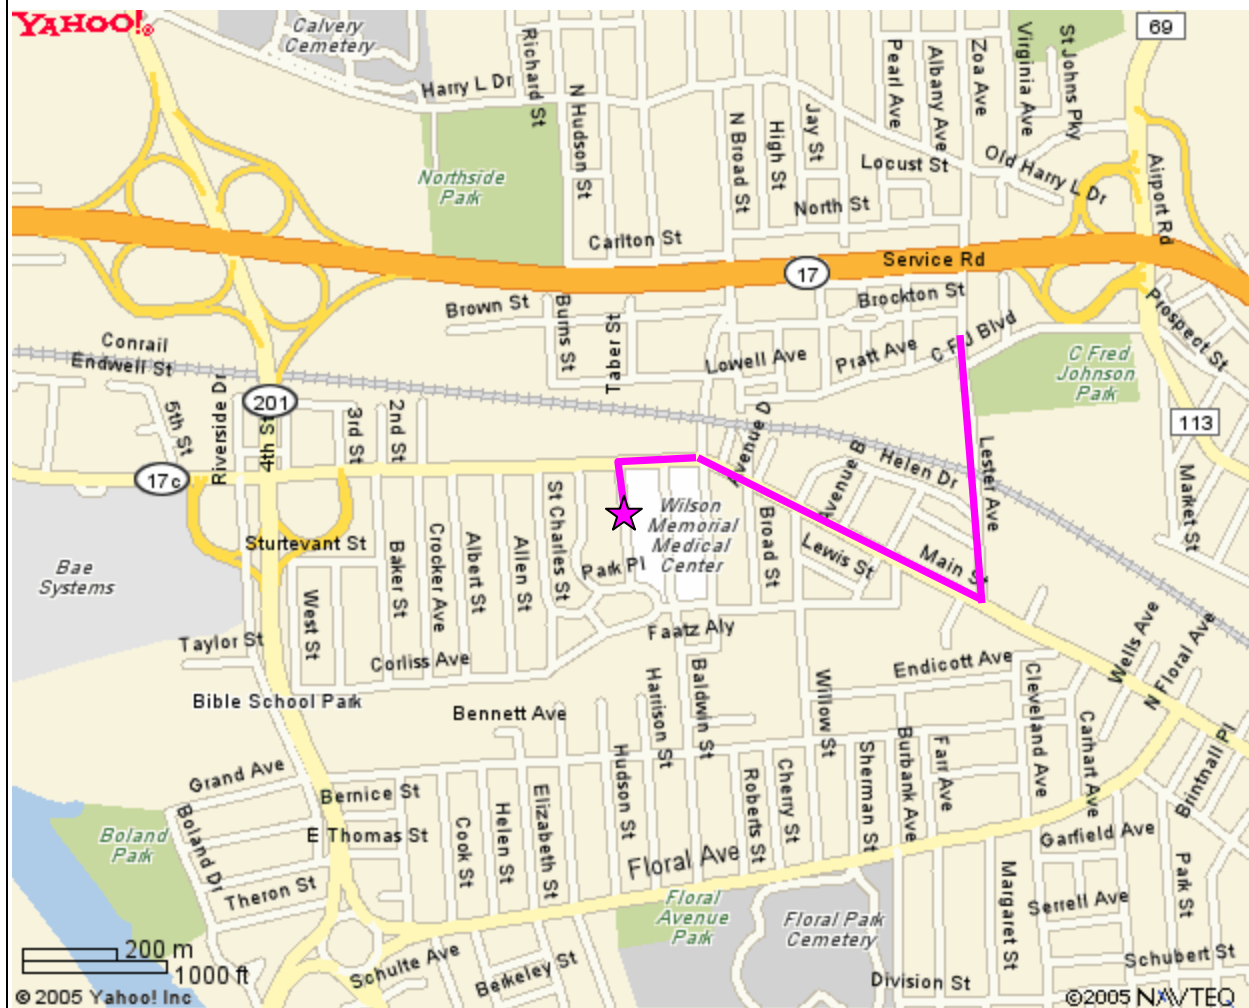 YAHOO!®
Calvery
Cemetery
69
Richard St
Harry L Dr
N Hudson St
N Broad St
High St
Jay St
Pearl Ave
Albany Ave
Zoa Ave
Virginia Ave
St Johns Pky
Locust St
Old Harry L Dr
Airport Rd
Northside
Park
North St
Carlton St
Service Rd
17
Brown St
Burns St
Taber St
Brockton St
Prospect St
Conrail
Endwell St
Lowell Ave
Pratt Ave
C F J Blvd
C Fred
Johnson
Park
201
5th St
Riverside Dr
4th St
3rd St
2nd St
Avenue D
Avenue B
Helen Dr
Lester Ave
113
Market St
17c
St Charles St
Wilson
Memorial
Medical
Center
Broad St
Sturtevant St
Baker St
Crocker Ave
Albert St
Allen St
Park Pl
Lewis St
Main St
Bae
Systems
West St
Taylor St
Corliss Ave
Faatz Aly
Endicott Ave
Wells Ave
N Floral Ave
Bible School Park
Bennett Ave
Harrison St
Baldwin St
Willow St
Cleveland Ave
Carhart Ave
Brintnall Pl
Grand Ave
Bernice St
Hudson St
Roberts St
Cherry St
Sherman St
Burbank Ave
Farr Ave
Boland
Park
Boland Dr
E Thomas St
Cook St
Helen St
Elizabeth St
Floral Ave
Garfield Ave
Theron St
Floral
Avenue
Park
Floral Park
Cemetery
Margaret St
Serrell Ave
Park St
200 m
1000 ft
Schulte Ave
Berkeley St
Division St
Schubert St
© 2005 Yahoo! Inc
©2005 NAVTEQ